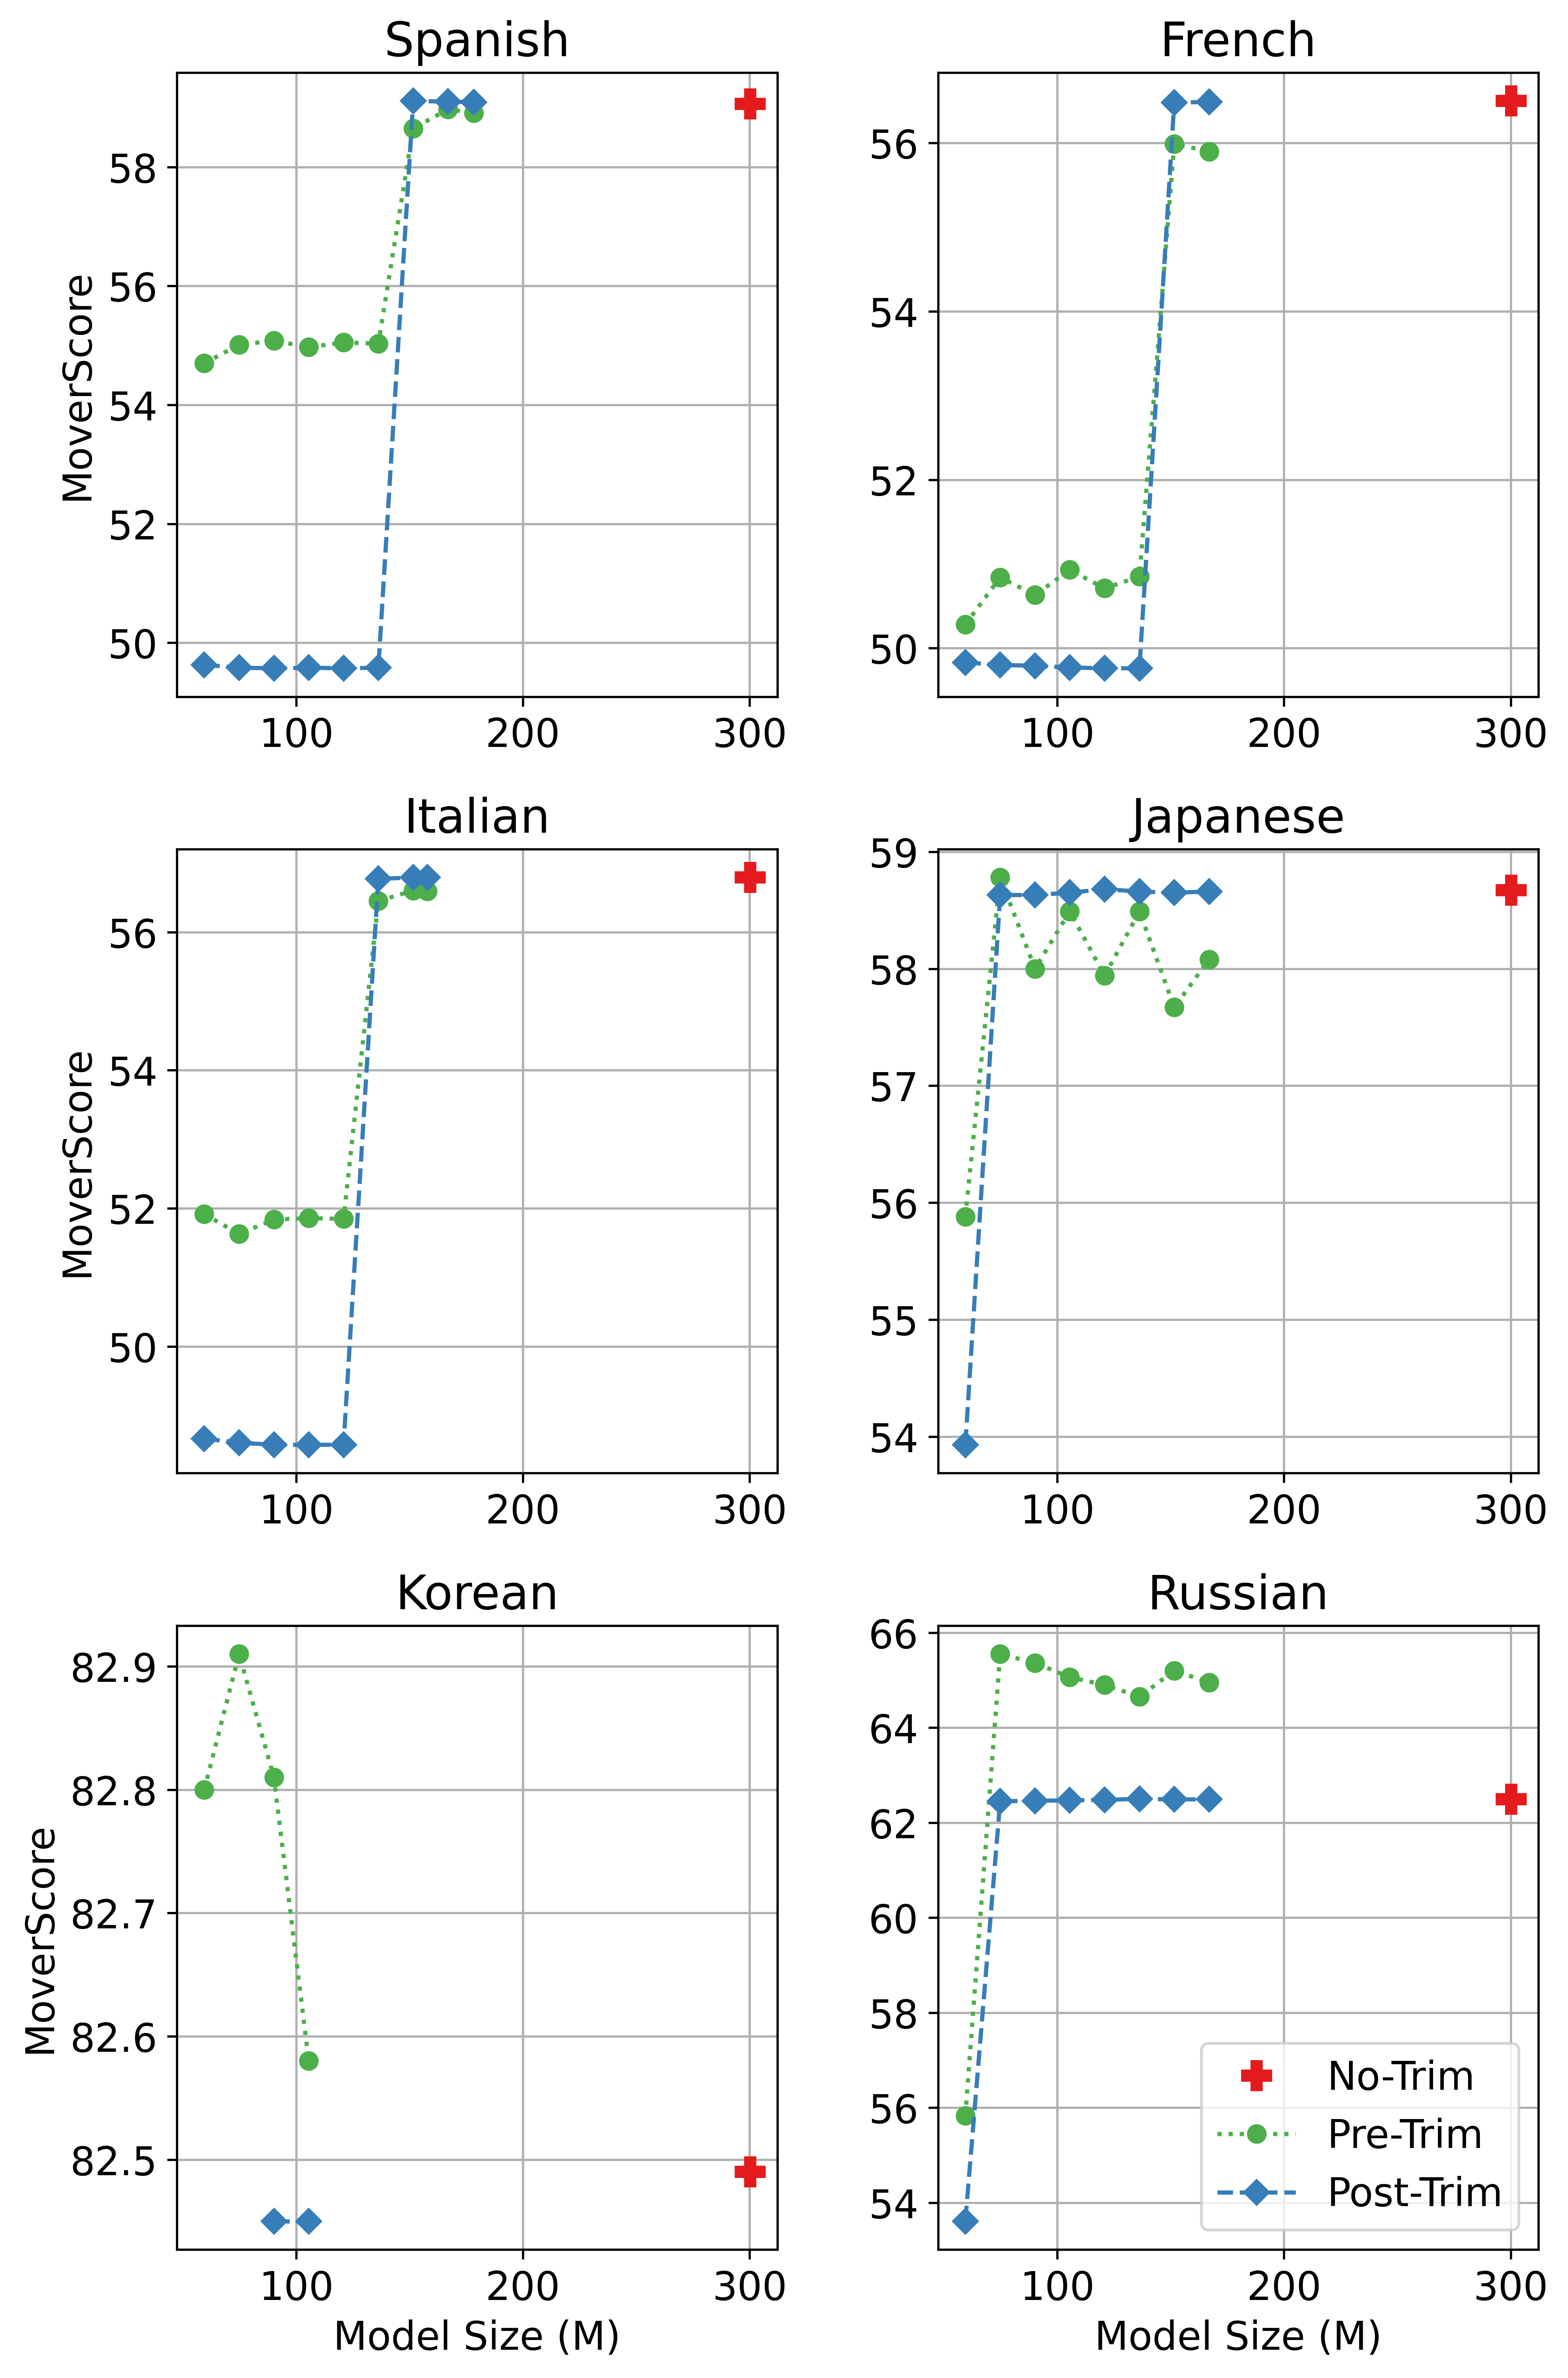 Spanish
MoverScore
58
56
54
52
50
100 200 300
French
56
54
52
50
100 200 300
Italian
MoverScore
56
54
52
50
100 200 300
Japanese
59
58
57
56
55
54
100 200 300
Korean
MoverScore
82.9
82.8
82.7
82.6
82.5
100 200 300
Model Size (M)
Russian
66
64
62
60
58
56
54
No-Trim
Pre-Trim
Post-Trim
100 200 300
Model Size (M)